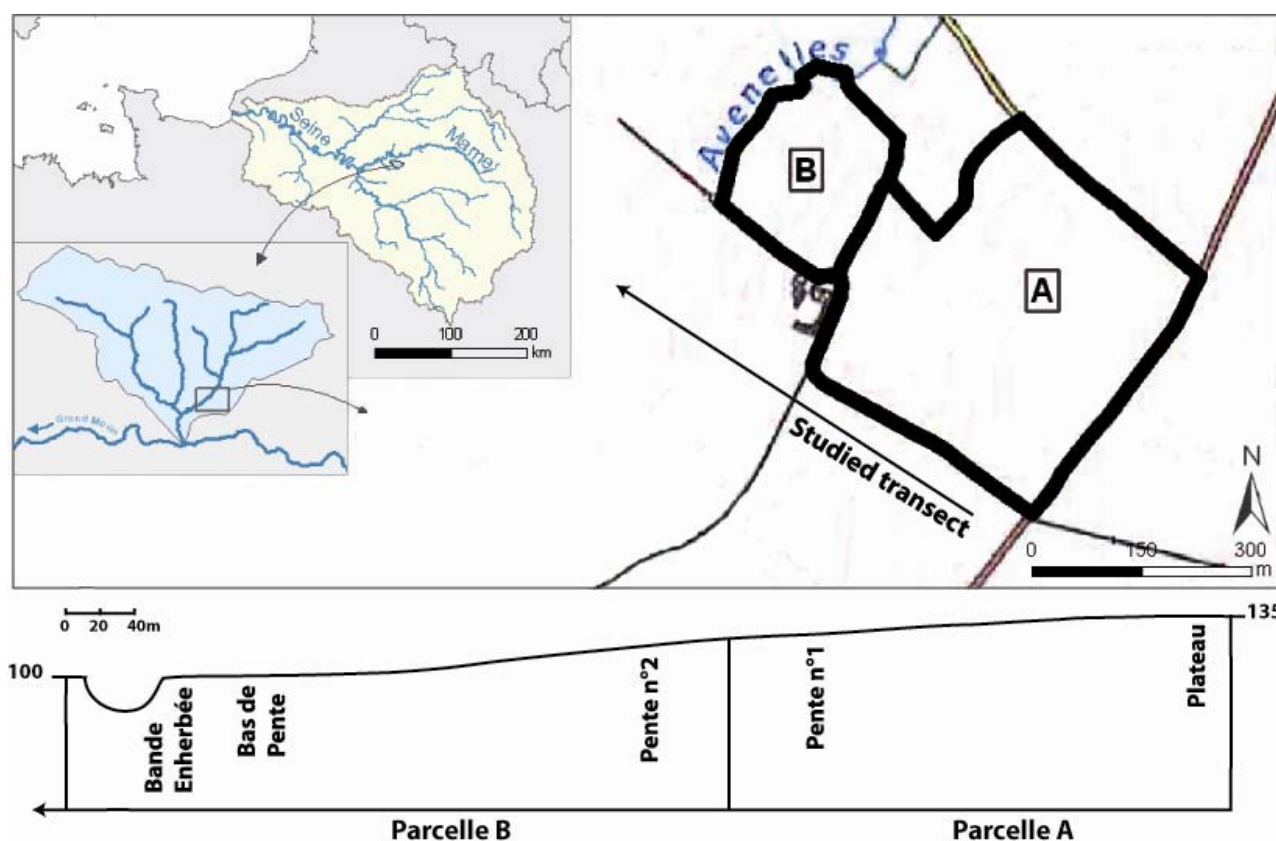 Seine
Marne
0 100 200
km
Grand Morin
Avenelles
B
A
Studied transect
N
0 150 300
m
0 20 40m
100
135
Bande
Enherbée
Bas de
Pente
Pente n°2
Pente n°1
Plateau
Parcelle B
Parcelle A